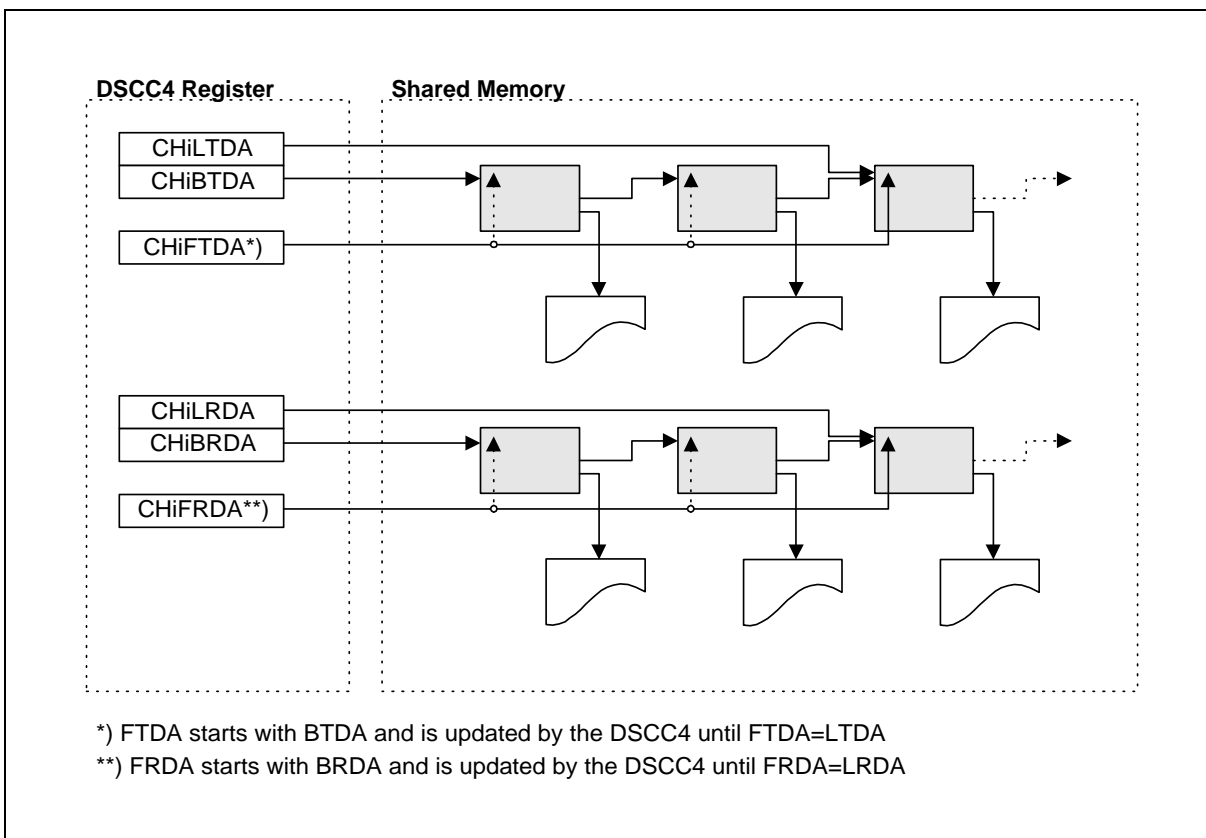 DSCC4 Register
Shared Memory
CHiLTDA
CHiBTDA
CHiFTDA*)
CHiLRDA
CHiBRDA
CHiFRDA**)
*) FTDA starts with BTDA and is updated by the DSCC4 until FTDA=LTDA
**) FRDA starts with BRDA and is updated by the DSCC4 until FRDA=LRDA